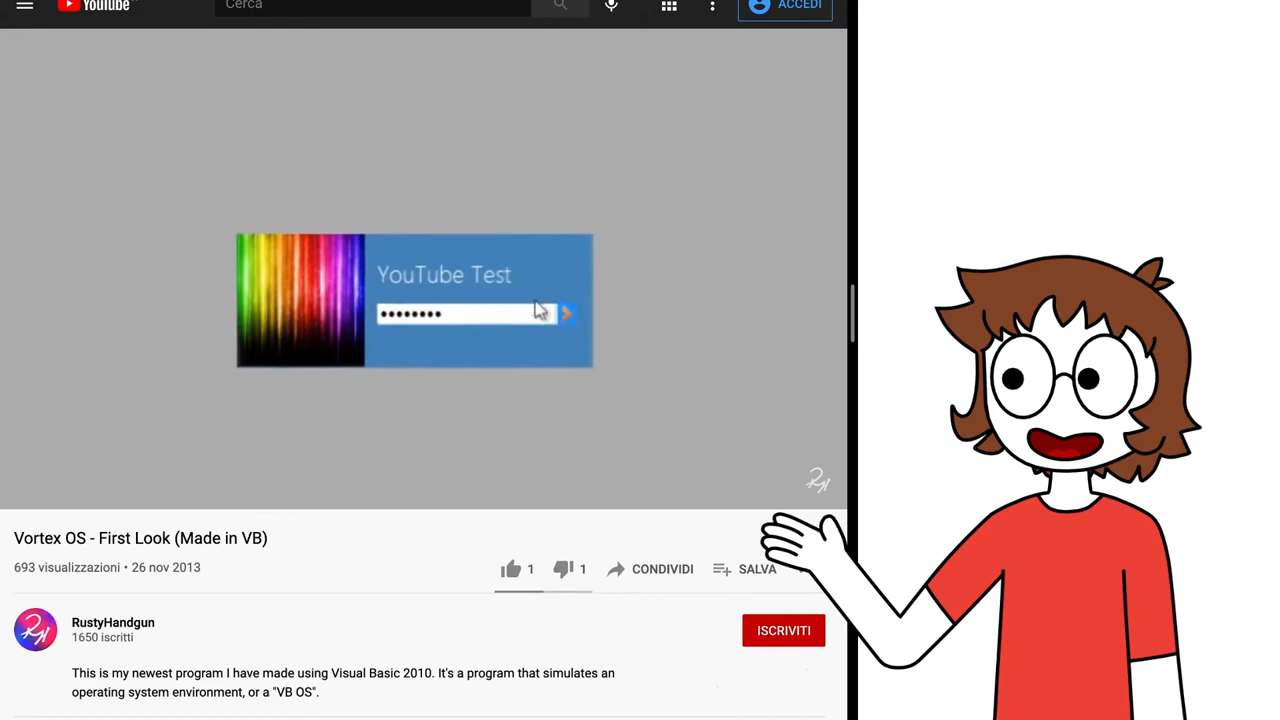 YouTube
Cerca
ACCEDI
YouTube Test
Vortex OS - First Look (Made in VB)
693 visualizzazioni • 26 nov 2013
1
1
CONDIVIDI
SALVA
RustyHandgun
1650 iscritti
ISCRIVITI
This is my newest program I have made using Visual Basic 2010. It's a program that simulates an
operating system environment, or a "VB OS".